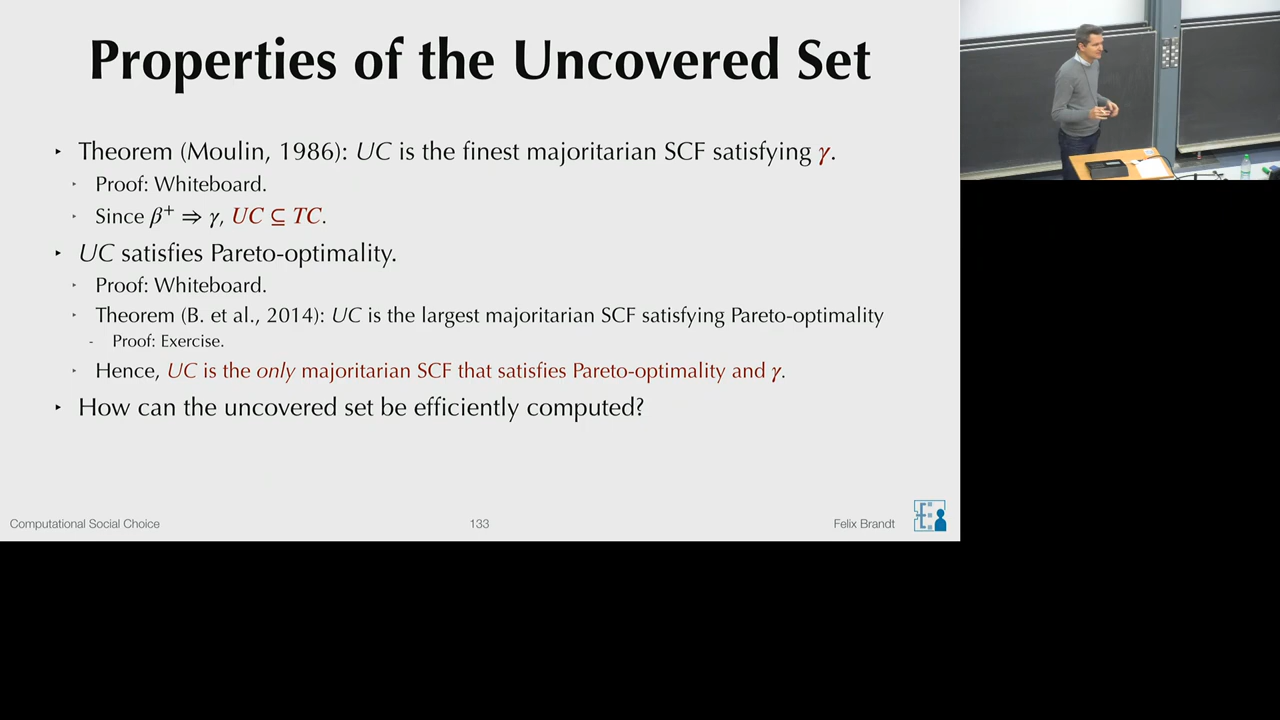 Properties of the Uncovered Set
‣ Theorem (Moulin, 1986): UC is the finest majoritarian SCF satisfying γ.
‣ Proof: Whiteboard.
‣ Since β⁺ ⇒ γ, UC ⊆ TC.
‣ UC satisfies Pareto-optimality.
‣ Proof: Whiteboard.
‣ Theorem (B. et al., 2014): UC is the largest majoritarian SCF satisfying Pareto-optimality
- Proof: Exercise.
‣ Hence, UC is the only majoritarian SCF that satisfies Pareto-optimality and γ.
‣ How can the uncovered set be efficiently computed?
Computational Social Choice 133 Felix Brandt